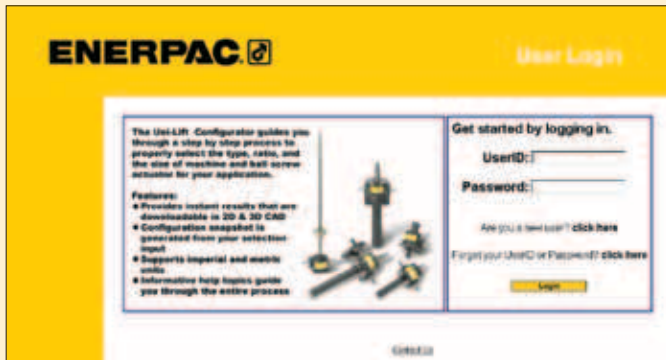 ENERPAC.
User Login
The Uni-Lift Configurator guides you
through a step by step process to
properly select the type, ratio, and
the size of machine and ball screw
actuator for your application.
Features:
• Provides instant results that are
downloadable in 2D & 3D CAD
• Configuration snapshot is
generated from your selection
input
• Supports imperial and metric
units
• Informative help topics guide
you through the entire process
Get started by logging in.
UserID:
Password:
Are you a new user? click here
Forgot your UserID or Password? click here
Login
Contact Us